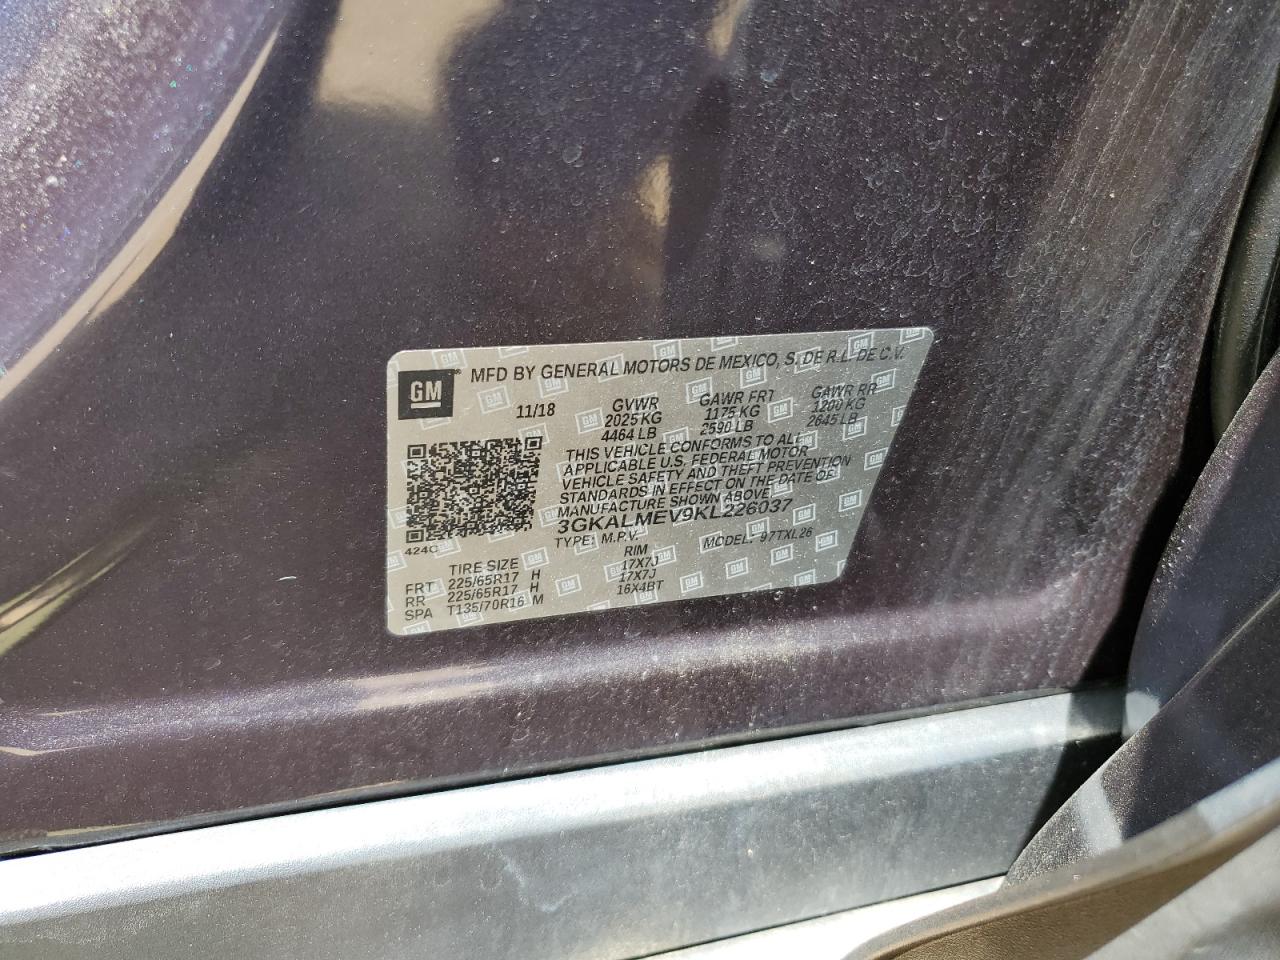 GM® MFD BY GENERAL MOTORS DE MEXICO, S. DE R.L. DE C.V.
11/18 GVWR GAWR FRT GAWR RR
2025 KG 1175 KG 1200 KG
4464 LB 2590 LB 2645 LB
THIS VEHICLE CONFORMS TO ALL
APPLICABLE U.S. FEDERAL MOTOR
VEHICLE SAFETY AND THEFT PREVENTION
STANDARDS IN EFFECT ON THE DATE OF
MANUFACTURE SHOWN ABOVE
3GKALMEV9KL226037
424C TYPE: M.P.V. MODEL: 97TXL26
TIRE SIZE RIM
FRT 225/65R17 H 17X7J
RR 225/65R17 H 17X7J
SPA T135/70R16 M 16X4BT